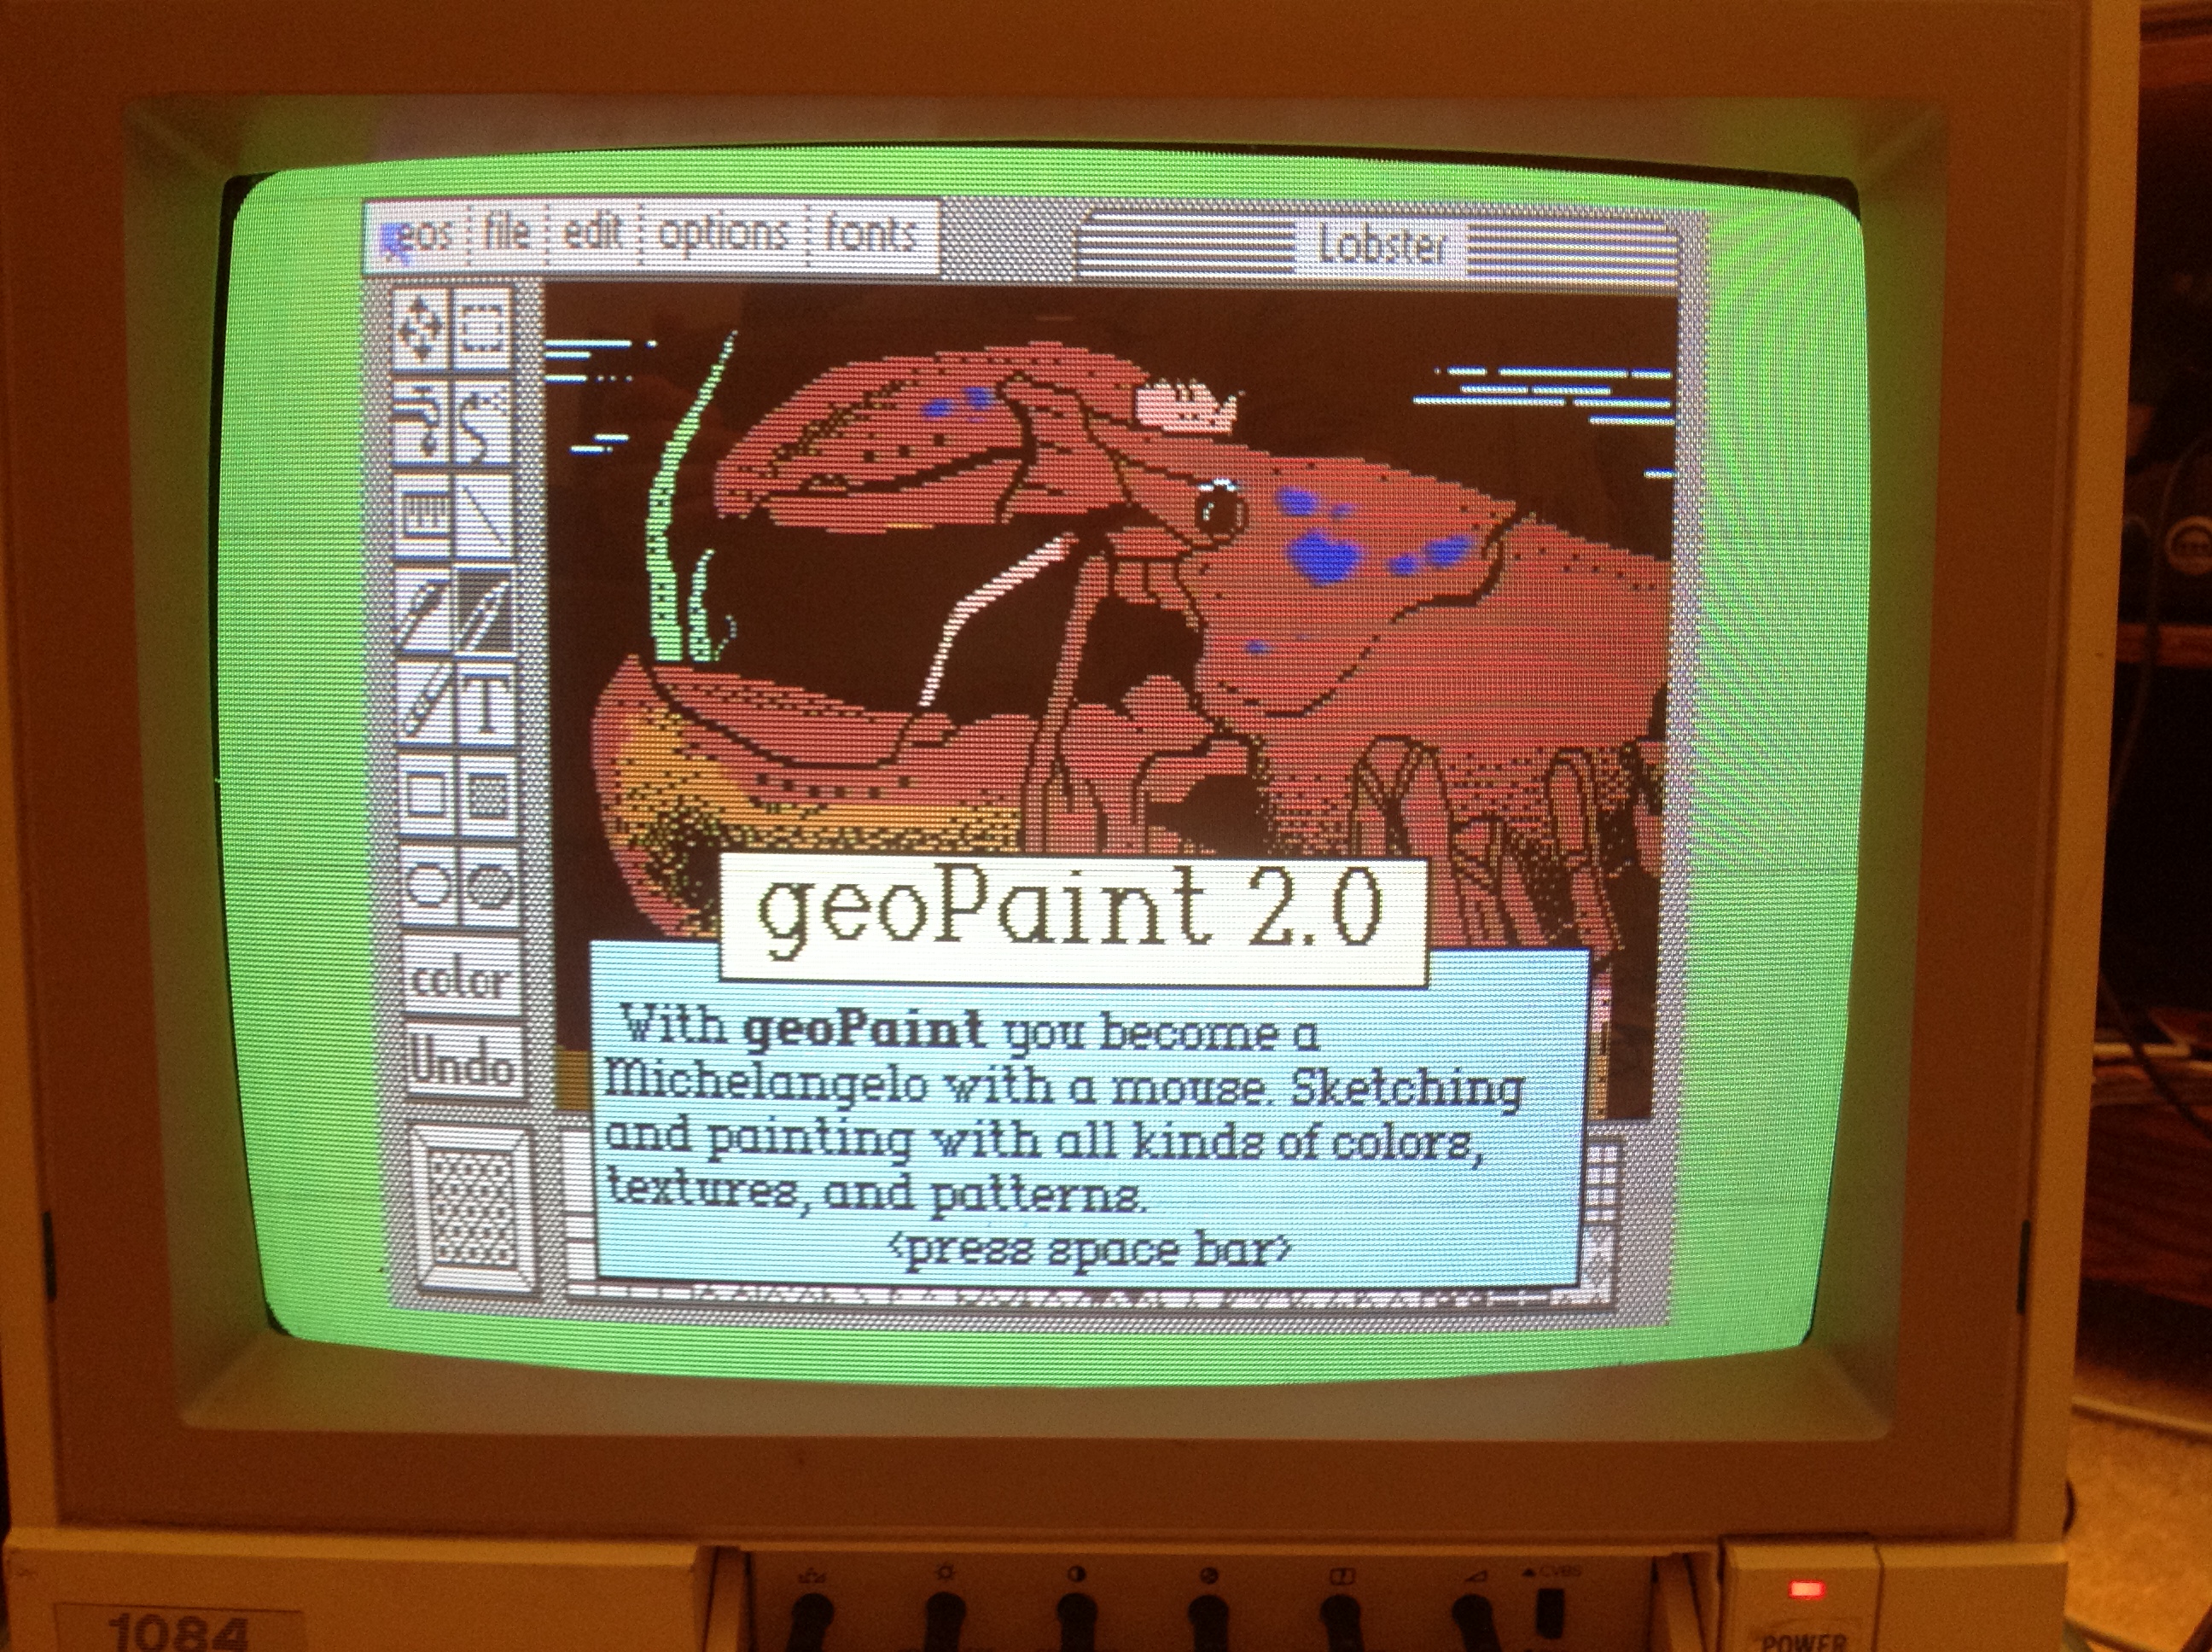 geos file edit options fonts
Lobster
T
color
Undo
geoPaint 2.0
With geoPaint you become a
Michelangelo with a mouse. Sketching
and painting with all kinds of colors,
textures, and patterns.
<press space bar>
CVBS
1084
POWER